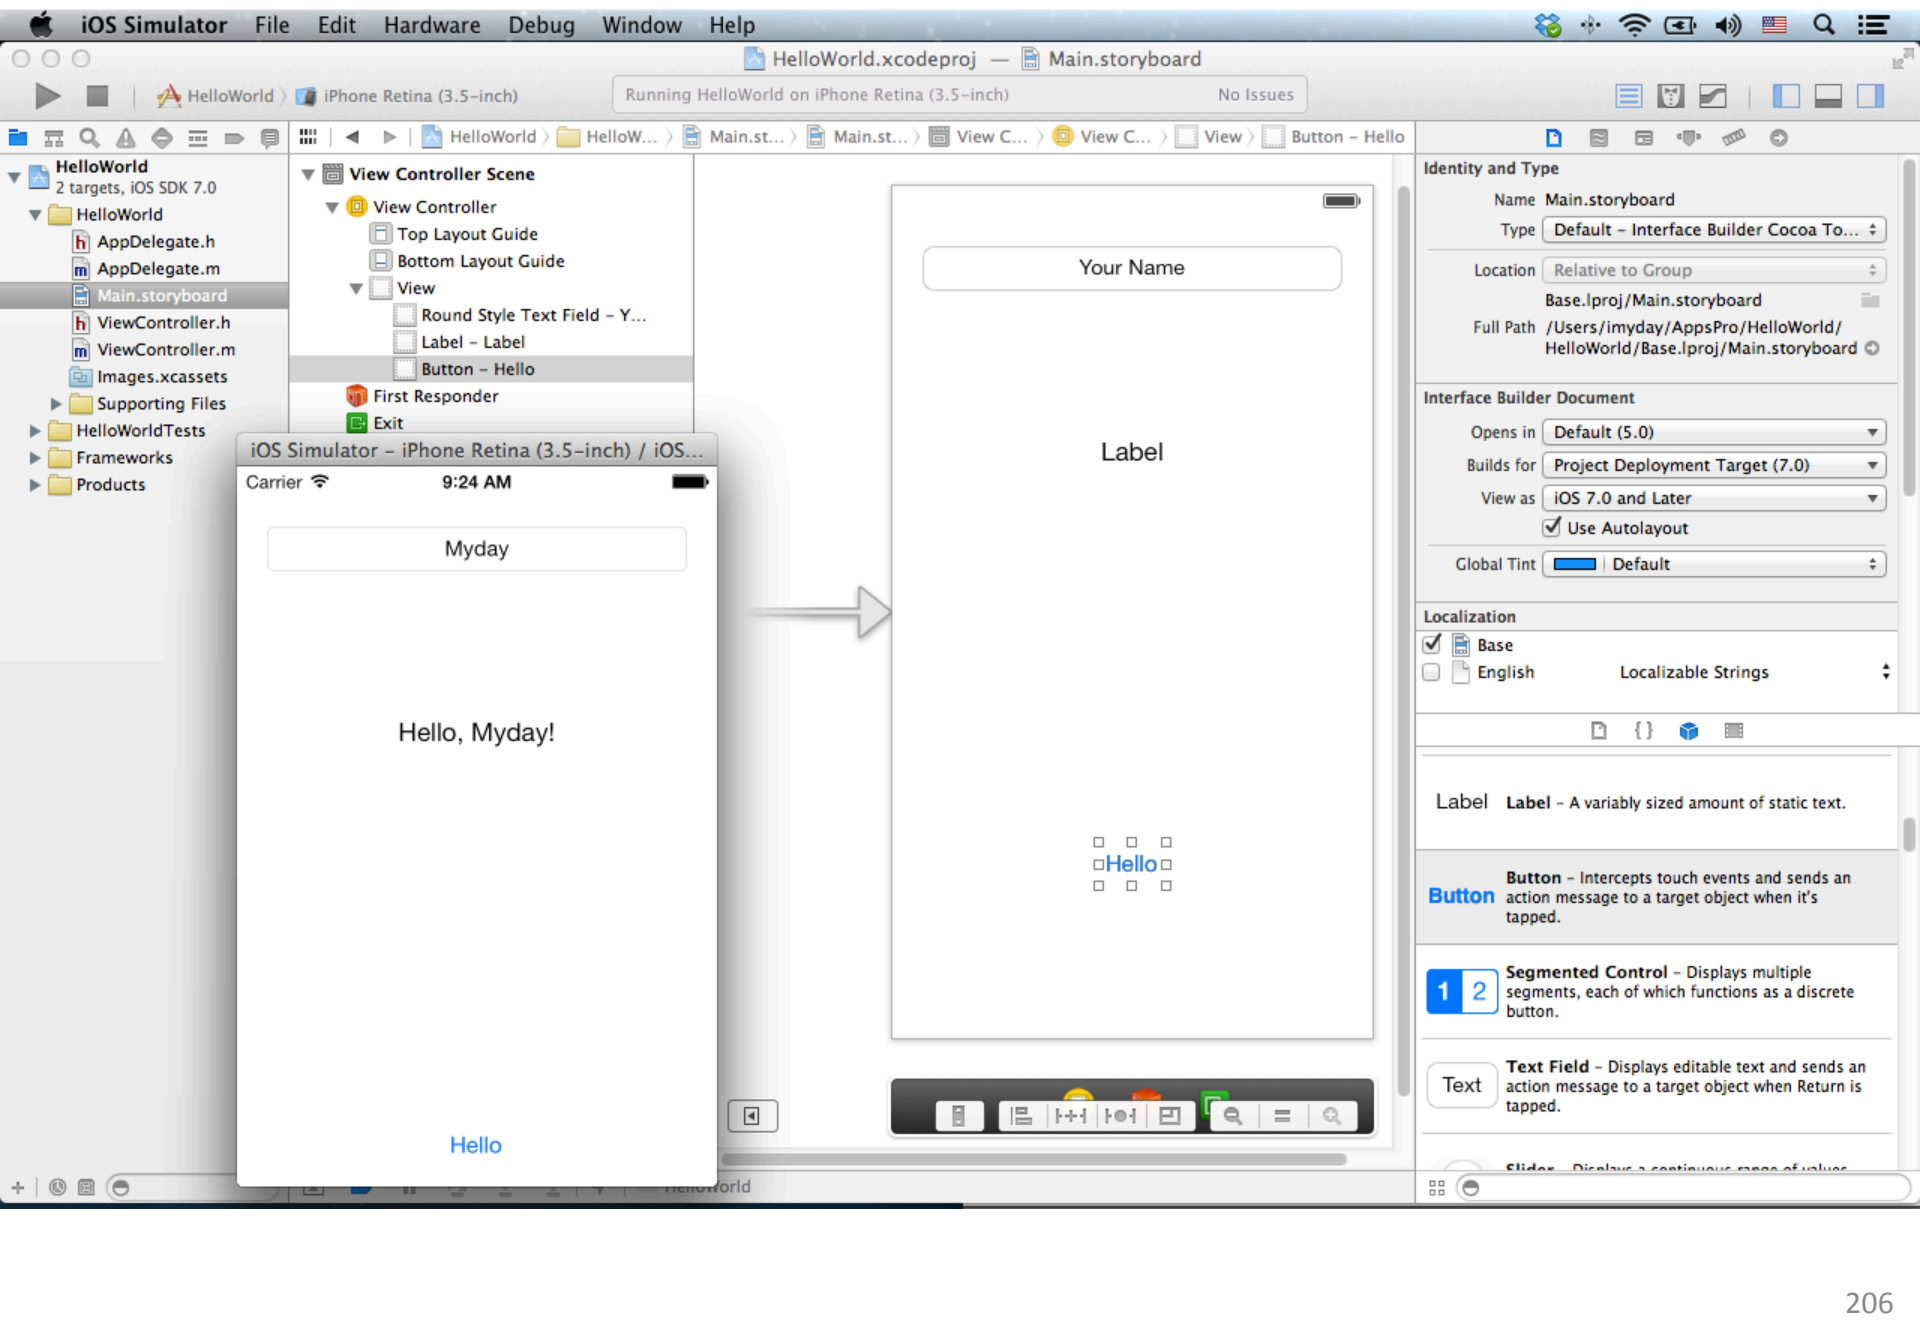 iOS Simulator File Edit Hardware Debug Window Help
HelloWorld.xcodeproj — Main.storyboard
HelloWorld iPhone Retina (3.5-inch)
Running HelloWorld on iPhone Retina (3.5-inch) No Issues
HelloWorld HelloW... Main.st... Main.st... View C... View C... View Button - Hello
HelloWorld
2 targets, iOS SDK 7.0
HelloWorld
AppDelegate.h
AppDelegate.m
Main.storyboard
ViewController.h
ViewController.m
Images.xcassets
Supporting Files
HelloWorldTests
Frameworks
Products
View Controller Scene
View Controller
Top Layout Guide
Bottom Layout Guide
View
Round Style Text Field - Y...
Label - Label
Button - Hello
First Responder
Exit
iOS Simulator - iPhone Retina (3.5-inch) / iOS...
Carrier 9:24 AM
Myday
Hello, Myday!
Hello
Your Name
Label
Hello
Identity and Type
Name Main.storyboard
Type Default - Interface Builder Cocoa To...
Location Relative to Group
Base.lproj/Main.storyboard
Full Path /Users/imyday/AppsPro/HelloWorld/
HelloWorld/Base.lproj/Main.storyboard
Interface Builder Document
Opens in Default (5.0)
Builds for Project Deployment Target (7.0)
View as iOS 7.0 and Later
Use Autolayout
Global Tint Default
Localization
Base
English Localizable Strings
Label Label - A variably sized amount of static text.
Button Button - Intercepts touch events and sends an
action message to a target object when it's
tapped.
1 2 Segmented Control - Displays multiple
segments, each of which functions as a discrete
button.
Text Text Field - Displays editable text and sends an
action message to a target object when Return is
tapped.
Slider Displays a continuous range of values
206